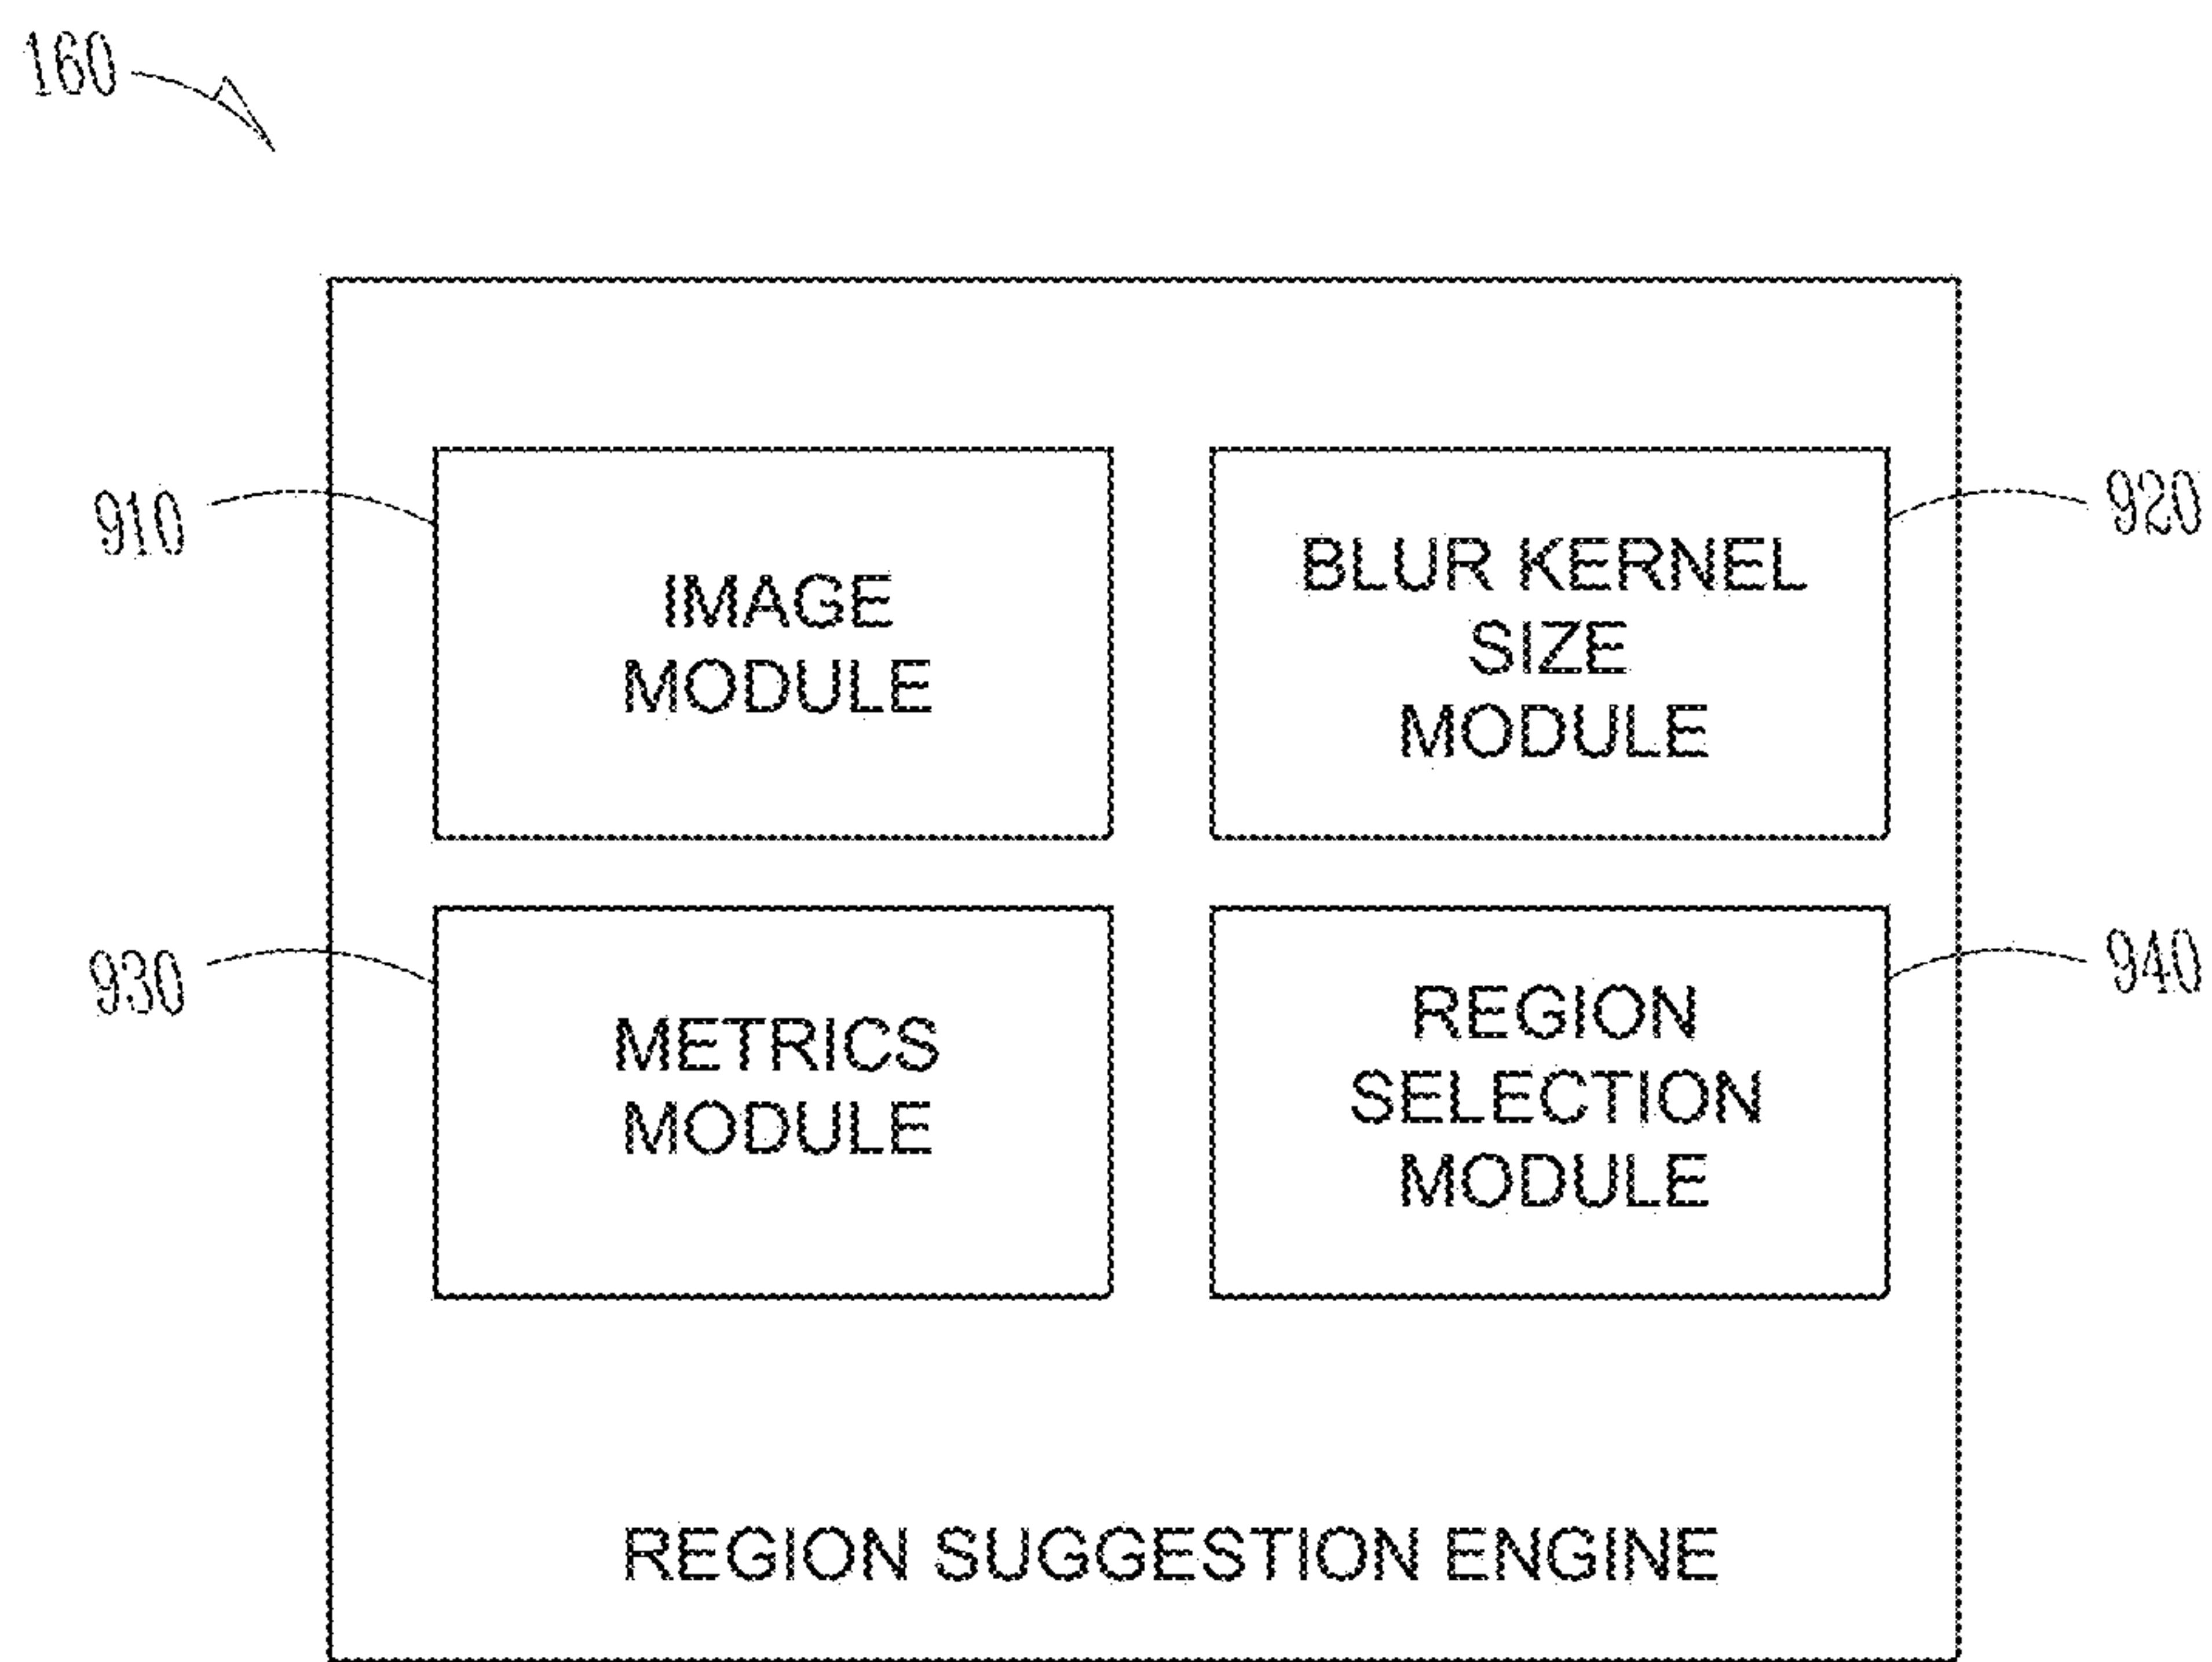 160
910
IMAGE
MODULE
BLUR KERNEL
SIZE
MODULE
920
930
METRICS
MODULE
REGION
SELECTION
MODULE
940
REGION SUGGESTION ENGINE